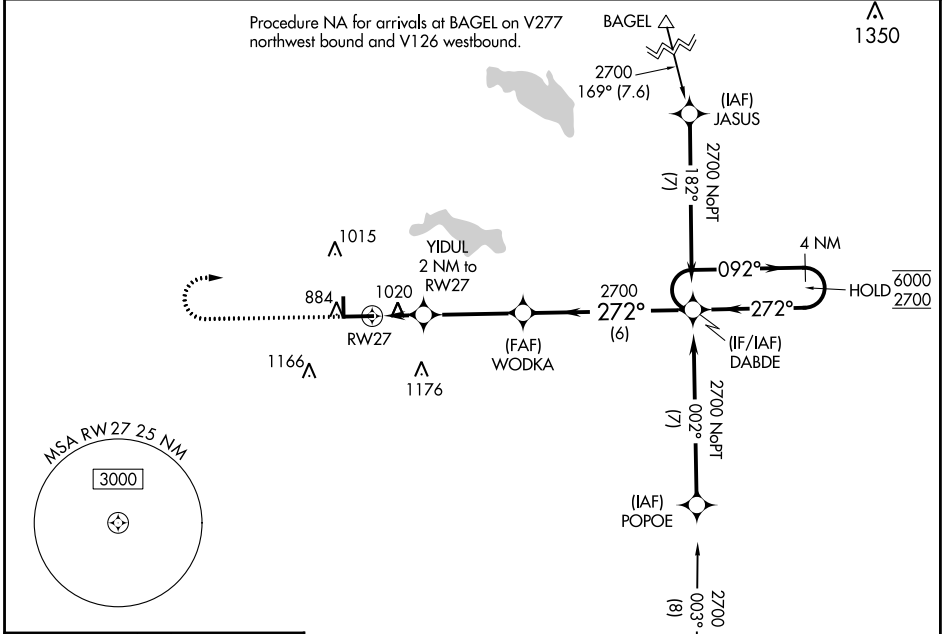 Procedure NA for arrivals at BAGEL on V277
northwest bound and V126 westbound.
BAGEL
1350
2700
169° (7.6)
(IAF)
JASUS
2700 NoPT
182°
(7)
1015
YIDUL
2 NM to
RW27
4 NM
092°
HOLD 6000
2700
884
1020
2700
272°
(6)
272°
RW27
(FAF)
WODKA
(IF/IAF)
DABDE
1166
1176
2700 NoPT
002°
(7)
MSA RW27 25 NM
3000
(IAF)
POPOE
2700
003°
(8)